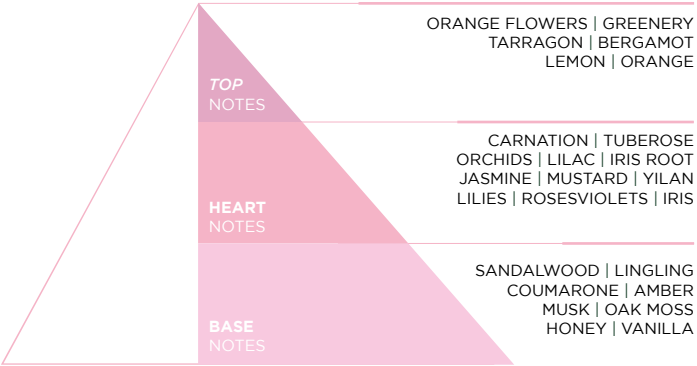 ORANGE FLOWERS | GREENERY
TARRAGON | BERGAMOT
LEMON | ORANGE
TOP
NOTES
CARNATION | TUBEROSE
ORCHIDS | LILAC | IRIS ROOT
JASMINE | MUSTARD | YILAN
LILIES | ROSESVIOLETS | IRIS
HEART
NOTES
SANDALWOOD | LINGLING
COUMARONE | AMBER
MUSK | OAK MOSS
HONEY | VANILLA
BASE
NOTES